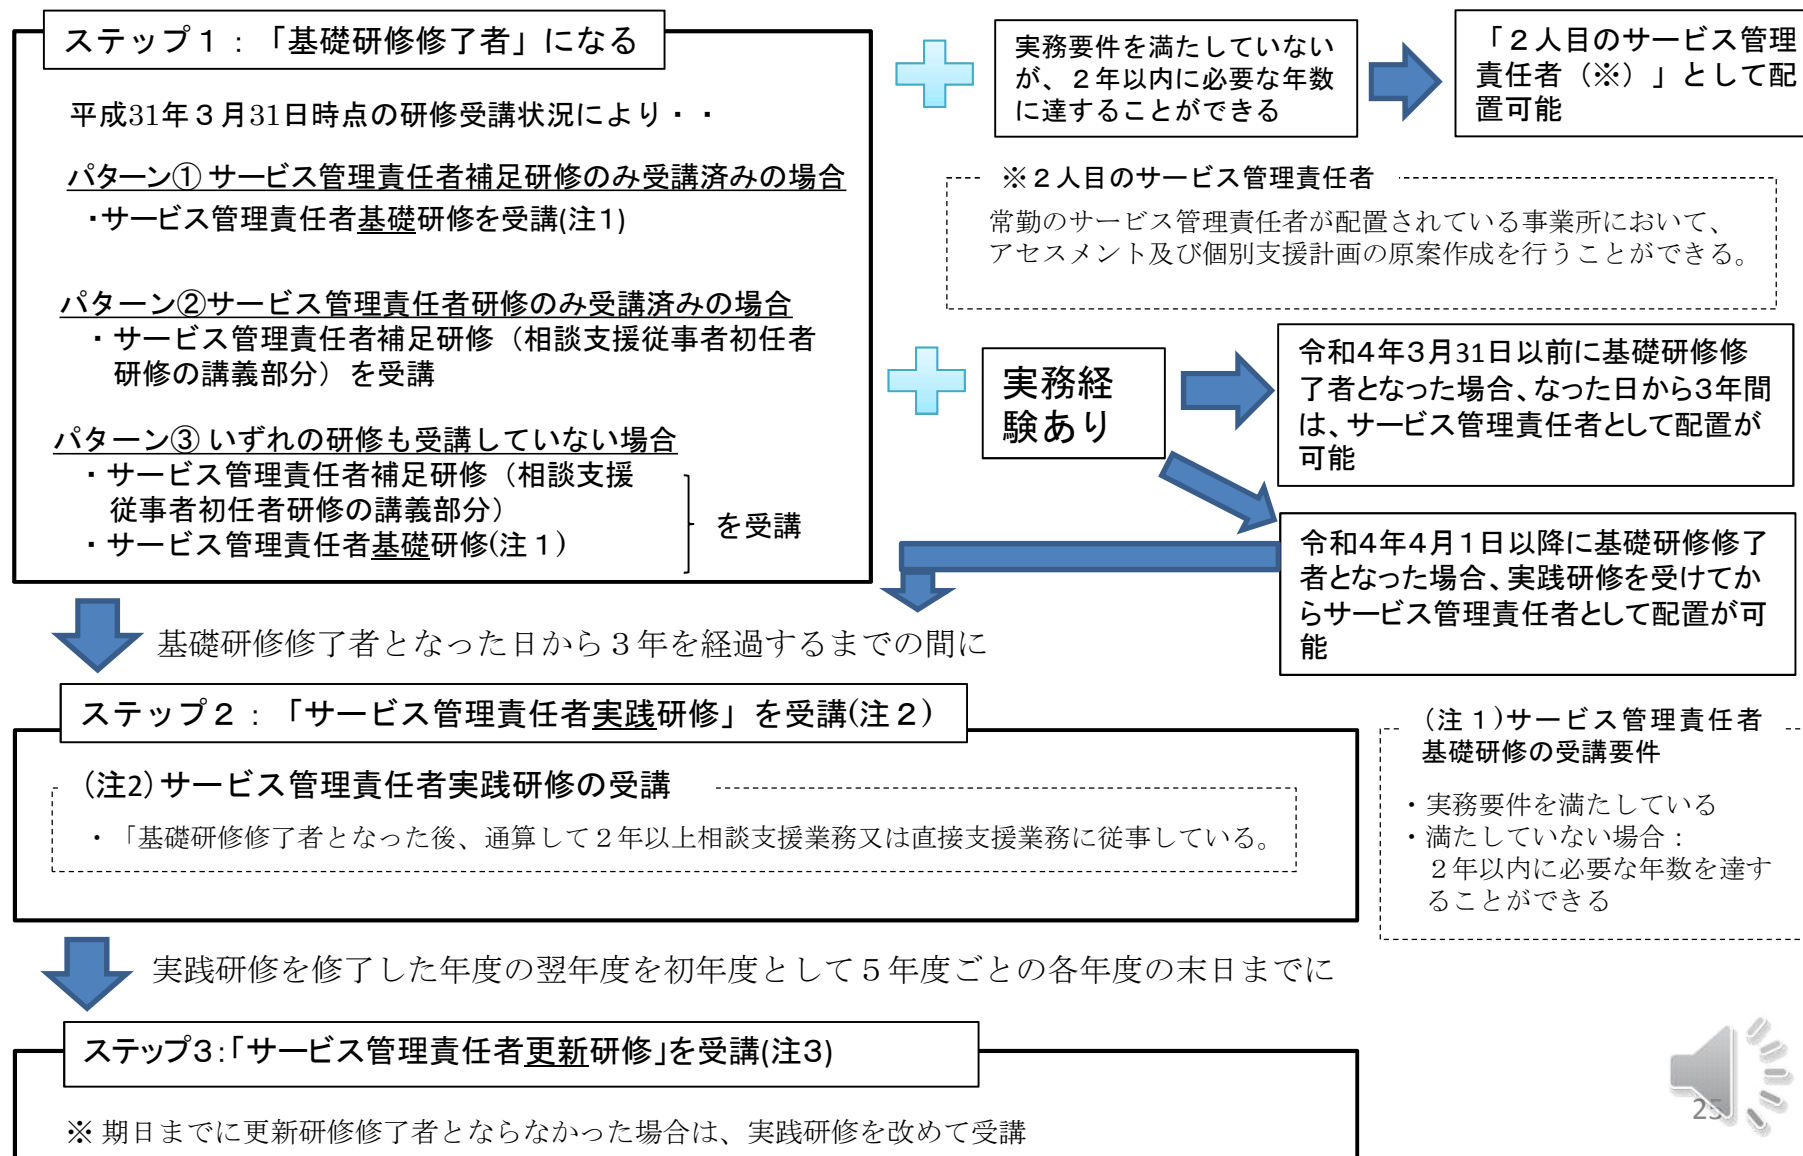 ステップ１：「基礎研修修了者」になる
平成31年３月31日時点の研修受講状況により・・
パターン①サービス管理責任者補足研修のみ受講済みの場合
・サービス管理責任者基礎研修を受講(注1)
パターン②サービス管理責任者研修のみ受講済みの場合
・サービス管理責任者補足研修（相談支援従事者初任者
研修の講義部分）を受講
パターン③いずれの研修も受講していない場合
・サービス管理責任者補足研修（相談支援
従事者初任者研修の講義部分）
・サービス管理責任者基礎研修(注１)
を受講
実務要件を満たしていない
が、２年以内に必要な年数
に達することができる
「２人目のサービス管理
責任者（※）」として配
置可能
※２人目のサービス管理責任者
常勤のサービス管理責任者が配置されている事業所において、
アセスメント及び個別支援計画の原案作成を行うことができる。
実務経
験あり
令和4年3月31日以前に基礎研修修
了者となった場合、なった日から3年間
は、サービス管理責任者として配置が
可能
令和4年4月1日以降に基礎研修修了
者となった場合、実践研修を受けてか
らサービス管理責任者として配置が可
能
基礎研修修了者となった日から３年を経過するまでの間に
ステップ２：「サービス管理責任者実践研修」を受講(注２)
(注2)サービス管理責任者実践研修の受講
・「基礎研修修了者となった後、通算して２年以上相談支援業務又は直接支援業務に従事している。
(注１)サービス管理責任者
基礎研修の受講要件
・実務要件を満たしている
・満たしていない場合：
２年以内に必要な年数を達す
ることができる
実践研修を修了した年度の翌年度を初年度として５年度ごとの各年度の末日までに
ステップ3:「サービス管理責任者更新研修」を受講(注3)
※期日までに更新研修修了者とならなかった場合は、実践研修を改めて受講
25